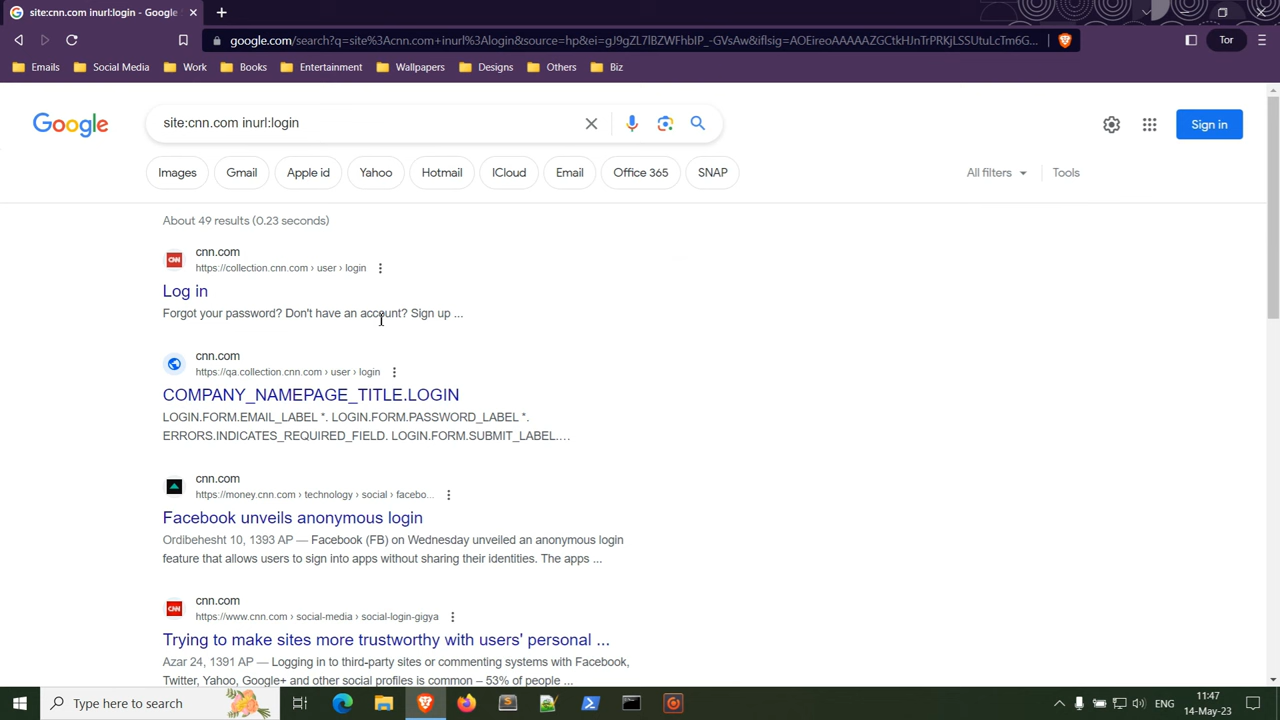 site:cnn.com inurl:login - Google
google.com/search?q=site%3Acnn.com+inurl%3Alogin&source=hp&ei=gJ9gZL7lBZWFhbIP_-GVsAw&iflsig=AOEireoAAAAAZGCtkHJnTrPRKjLSSUtuLcTm6G...
Tor
Emails
Social Media
Work
Books
Entertainment
Wallpapers
Designs
Others
Biz
Google
site:cnn.com inurl:login
Sign in
Images
Gmail
Apple id
Yahoo
Hotmail
ICloud
Email
Office 365
SNAP
All filters
Tools
About 49 results (0.23 seconds)
cnn.com
https://collection.cnn.com › user › login
Log in
Forgot your password? Don't have an account? Sign up ...
cnn.com
https://qa.collection.cnn.com › user › login
COMPANY_NAMEPAGE_TITLE.LOGIN
LOGIN.FORM.EMAIL_LABEL *. LOGIN.FORM.PASSWORD_LABEL *.
ERRORS.INDICATES_REQUIRED_FIELD. LOGIN.FORM.SUBMIT_LABEL....
cnn.com
https://money.cnn.com › technology › social › facebo...
Facebook unveils anonymous login
Ordibehesht 10, 1393 AP — Facebook (FB) on Wednesday unveiled an anonymous login
feature that allows users to sign into apps without sharing their identities. The apps ...
cnn.com
https://www.cnn.com › social-media › social-login-gigya
Trying to make sites more trustworthy with users' personal ...
Azar 24, 1391 AP — Logging in to third-party sites or commenting systems with Facebook,
Twitter, Yahoo, Google+ and other social profiles is common – 53% of people ...
Type here to search
ENG
11:47
14-May-23